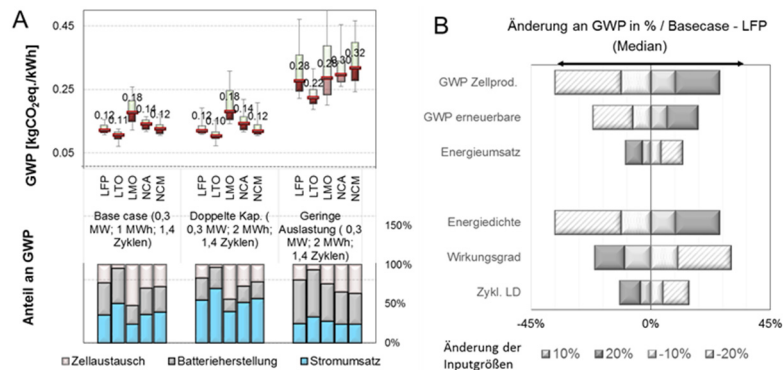 A
GWP [kgCO2eq./kWh]
0.45
0.25
0.05
0.12
0.11
0.18
0.14
0.12
0.12
0.10
0.18
0.14
0.12
0.28
0.22
0.28
0.30
0.32
LFP
LTO
LMO
NCA
NCM
LFP
LTO
LMO
NCA
NCM
LFP
LTO
LMO
NCA
NCM
Base case (0,3
MW; 1 MWh; 1,4
Zyklen)
Doppelte Kap. (
0,3 MW; 2 MWh;
1,4 Zyklen)
Geringe
Auslastung ( 0,3
MW; 2 MWh;
1,4 Zyklen)
Anteil an GWP
150%
100%
50%
0%
Zellaustausch
Batterieherstellung
Stromumsatz
B
Änderung an GWP in % / Basecase - LFP
(Median)
GWP Zellprod.
GWP erneuerbare
Energieumsatz
Energiedichte
Wirkungsgrad
Zykl. LD
-45%
0%
45%
Änderung der
Inputgrößen
10%
20%
-10%
-20%